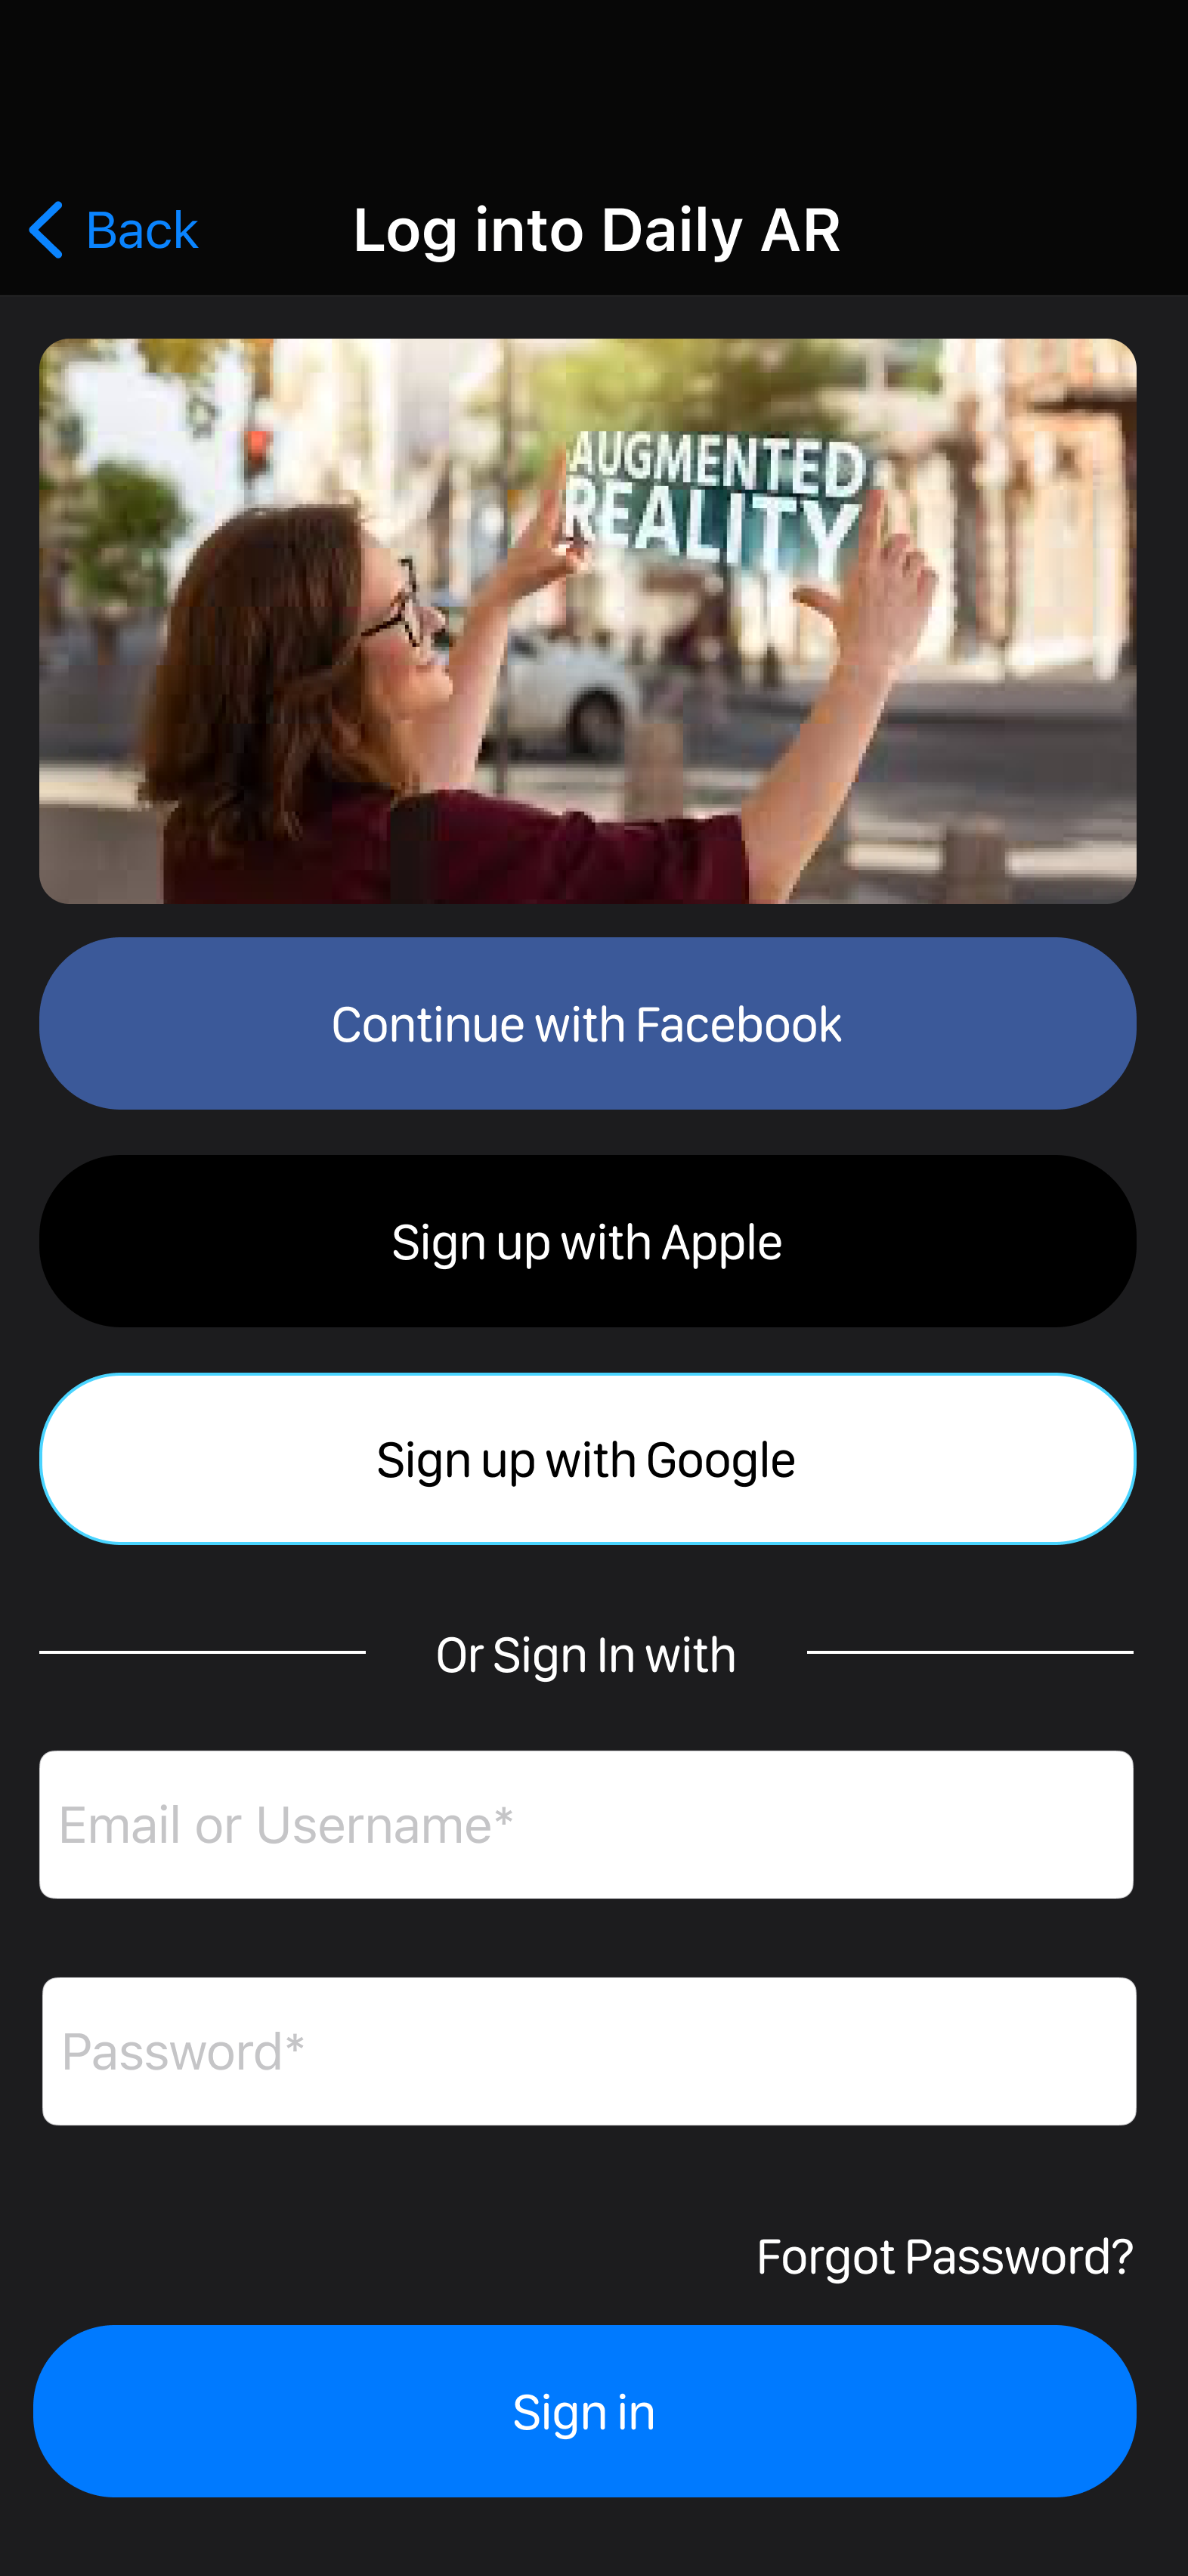 Back
Log into Daily AR
AUGMENTED
REALITY
Continue with Facebook
Sign up with Apple
Sign up with Google
Or Sign In with
Email or Username*
Password*
Forgot Password?
Sign in